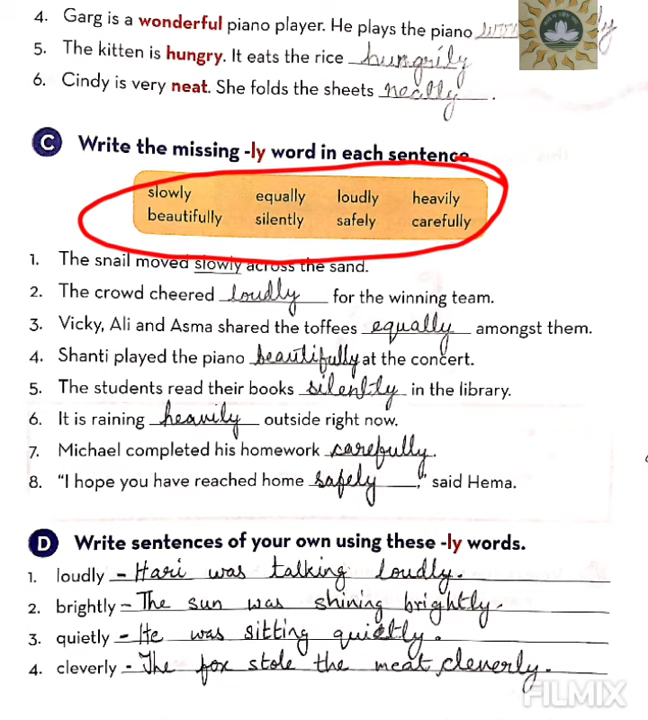 4. Garg is a wonderful piano player. He plays the piano
5. The kitten is hungry. It eats the rice hungrily
6. Cindy is very neat. She folds the sheets neatly.
C Write the missing -ly word in each sentence
slowly equally loudly heavily
beautifully silently safely carefully
1. The snail moved slowly across the sand.
2. The crowd cheered loudly for the winning team.
3. Vicky, Ali and Asma shared the toffees equally amongst them.
4. Shanti played the piano beautifully at the concert.
5. The students read their books silently in the library.
6. It is raining heavily outside right now.
7. Michael completed his homework carefully.
8. "I hope you have reached home safely," said Hema.
D Write sentences of your own using these -ly words.
1. loudly - Hari was talking loudly.
2. brightly - The sun was shining brightly.
3. quietly - He was sitting quietly.
4. cleverly - The fox stole the meat cleverly.
FILMIX